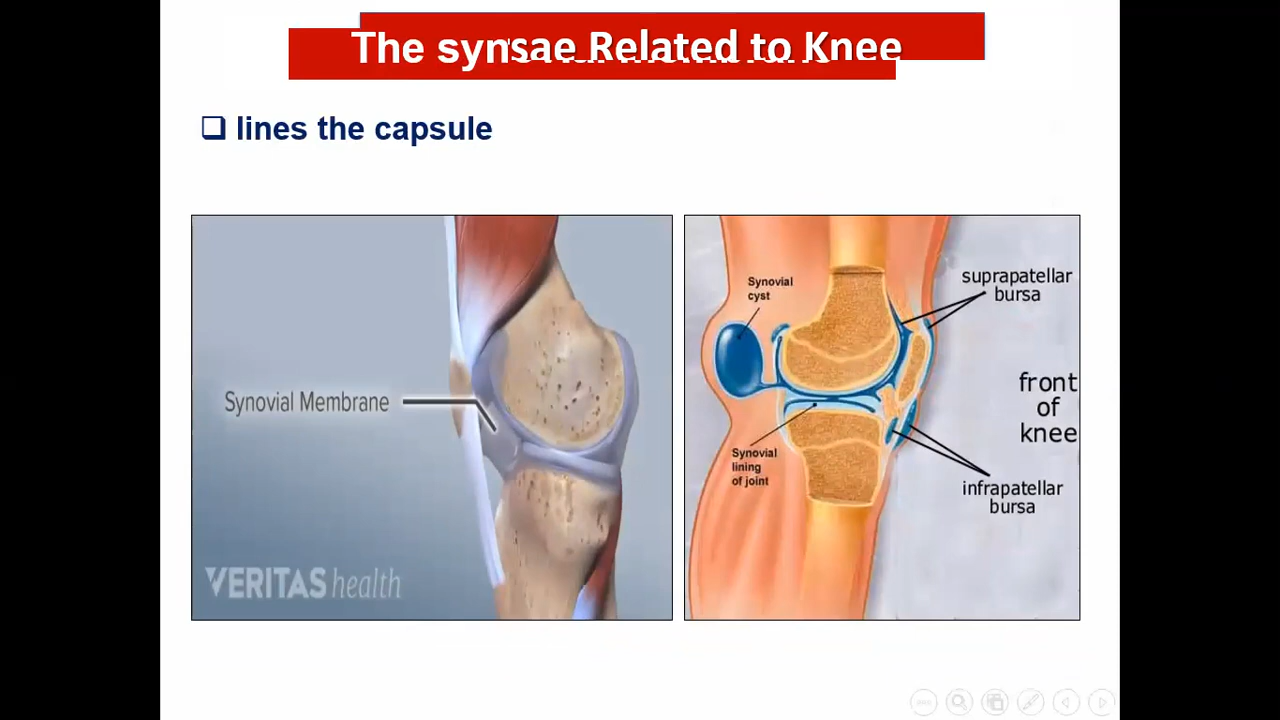 The synsae Related to Knee
❑ lines the capsule
Synovial Membrane
VERITAS health
Synovial
cyst
suprapatellar
bursa
front
of
knee
Synovial
lining
of joint
infrapatellar
bursa